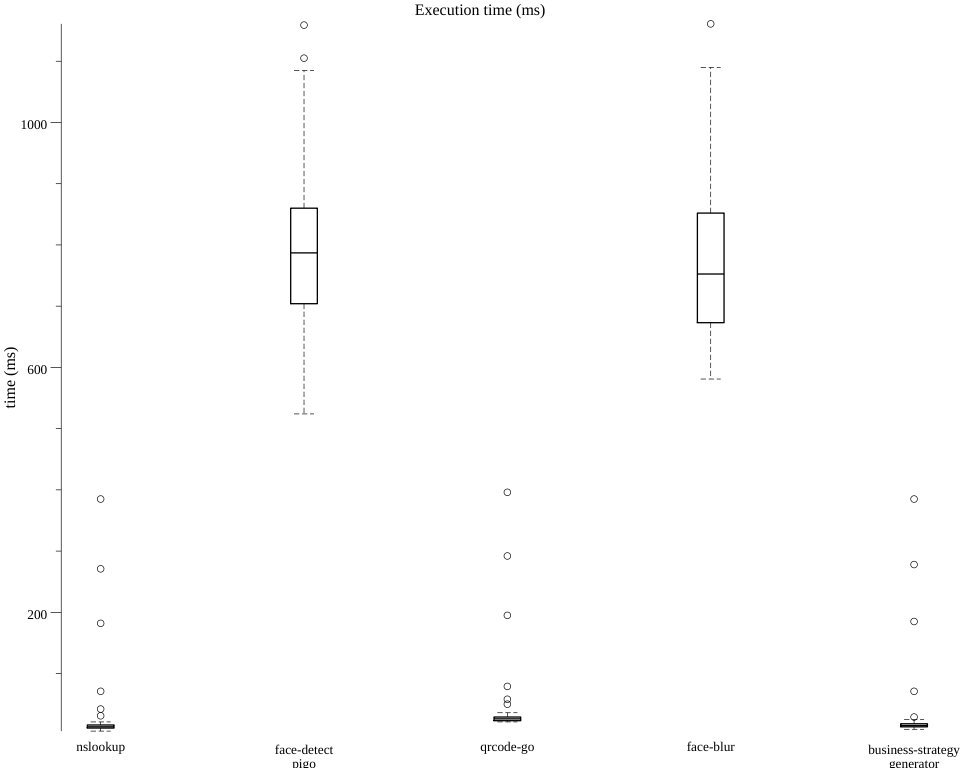 Execution time (ms)
1000
600
200
time (ms)
nslookup
face-detect
pigo
qrcode-go
face-blur
business-strategy
generator